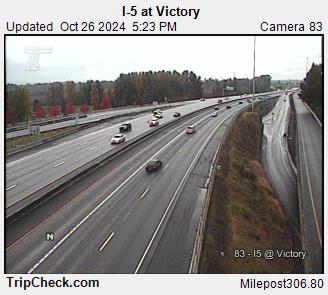 I-5 at Victory
Updated Oct 26 2024 5:23 PM
Camera 83
TR
N
83 - I5 @ Victory
TripCheck.com
Milepost306.80